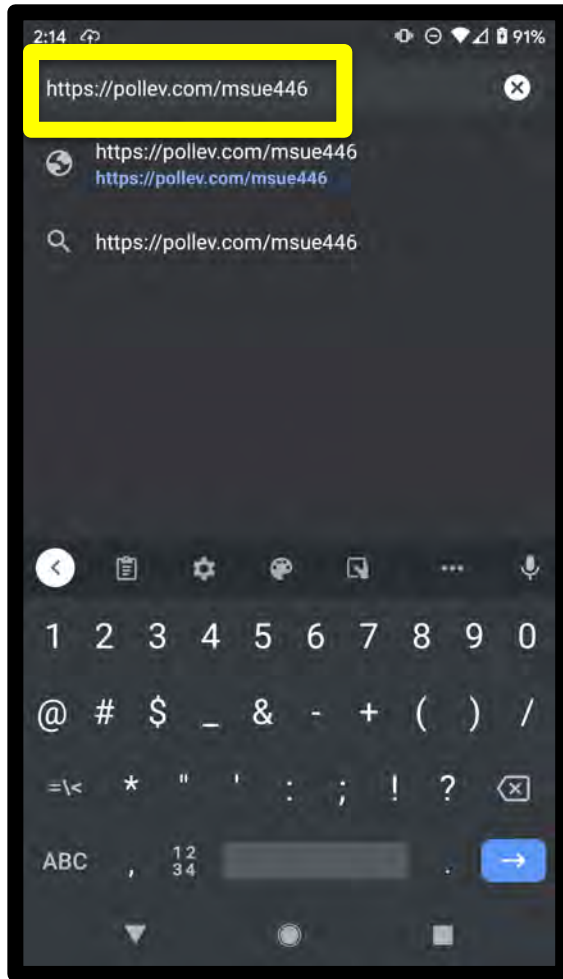 2:14 91%
https://pollev.com/msue446
https://pollev.com/msue446
https://pollev.com/msue446
https://pollev.com/msue446
1 2 3 4 5 6 7 8 9 0
@ # $ _ & - + ( ) /
=\< * " ' : ; ! ?
ABC , 12 .
34